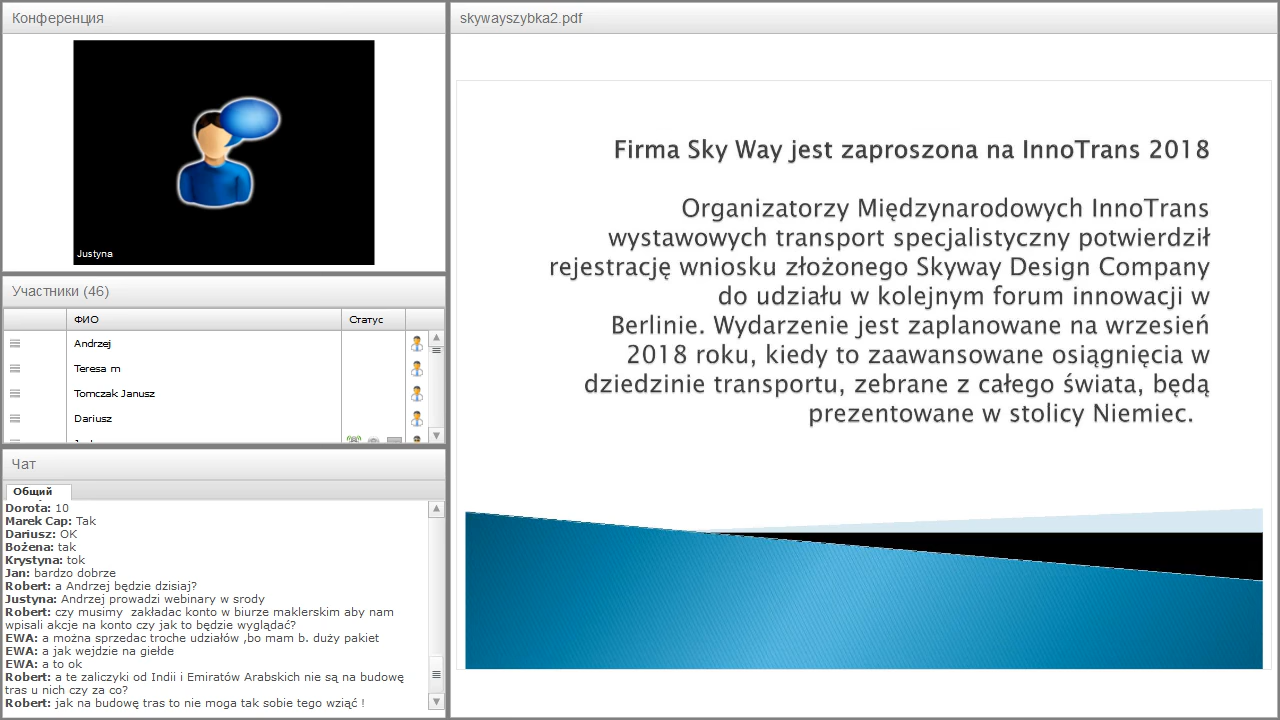 Конференция
Justyna
Участники (46)
ФИО
Статус
Andrzej
Teresa m
Tomczak Janusz
Dariusz
Чат
Общий
Dorota: 10
Marek Cap: Tak
Dariusz: OK
Bożena: tak
Krystyna: tok
Jan: bardzo dobrze
Robert: a Andrzej będzie dzisiaj?
Justyna: Andrzej prowadzi webinary w srody
Robert: czy musimy zakładac konto w biurze maklerskim aby nam
wpisali akcje na konto czy jak to będzie wyglądać?
EWA: a można sprzedac troche udziałów ,bo mam b. duży pakiet
EWA: a jak wejdzie na giełde
EWA: a to ok
Robert: a te zaliczyki od Indii i Emiratów Arabskich nie są na budowę
tras u nich czy za co?
Robert: jak na budowę tras to nie moga tak sobie tego wziąć !
skywayszybka2.pdf
Firma Sky Way jest zaproszona na InnoTrans 2018
Organizatorzy Międzynarodowych InnoTrans
wystawowych transport specjalistyczny potwierdził
rejestrację wniosku złożonego Skyway Design Company
do udziału w kolejnym forum innowacji w
Berlinie. Wydarzenie jest zaplanowane na wrzesień
2018 roku, kiedy to zaawansowane osiągnięcia w
dziedzinie transportu, zebrane z całego świata, będą
prezentowane w stolicy Niemiec.